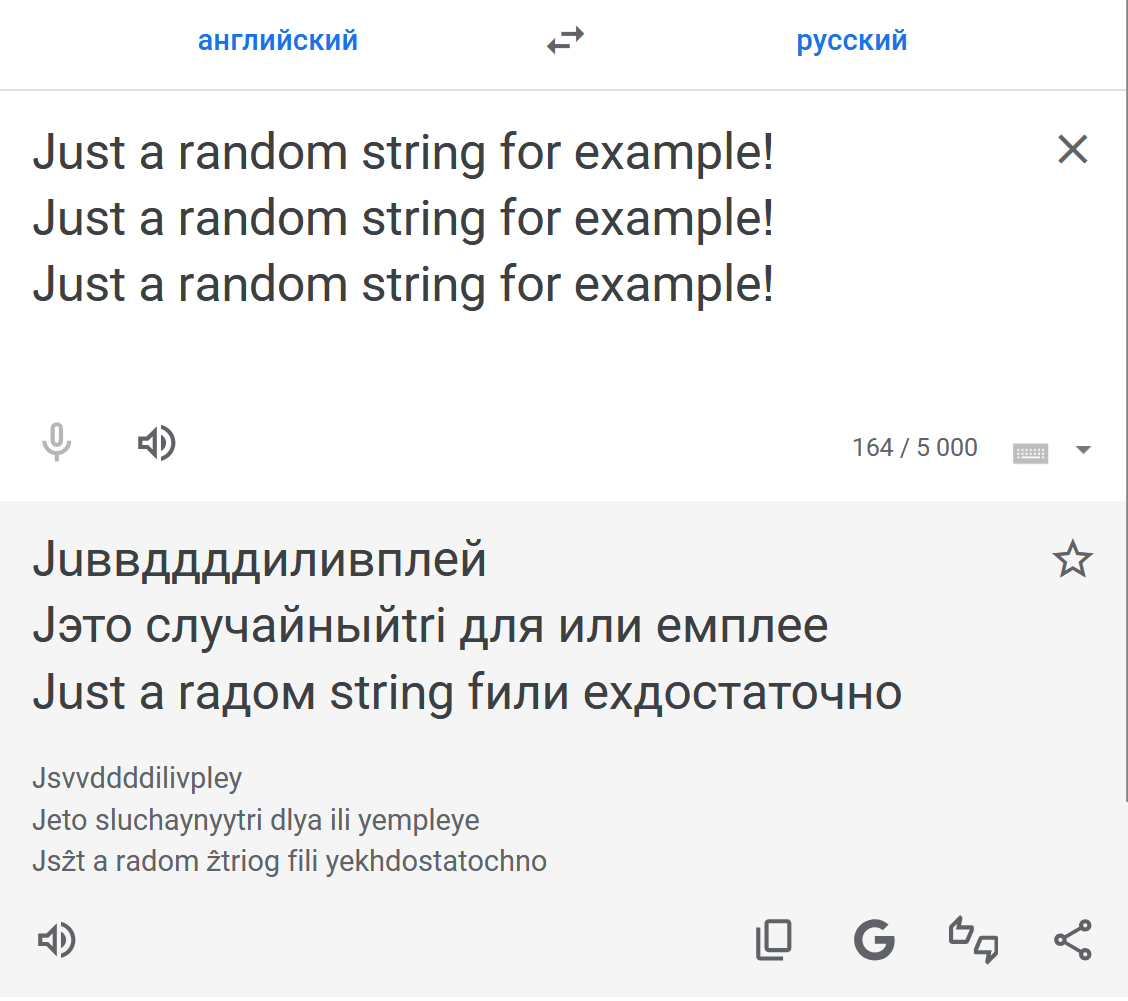 английский
русский
Just a random string for example!
Just a random string for example!
Just a random string for example!
164 / 5 000
Juввддддиливплей
Jэто случайныйtri для или емплее
Just a raдом string fили ехдостаточно
Jsvvddddilivpley
Jeto sluchaynyytri dlya ili yempleye
Jsẑt a radom ẑtriog fili yekhdostatochno